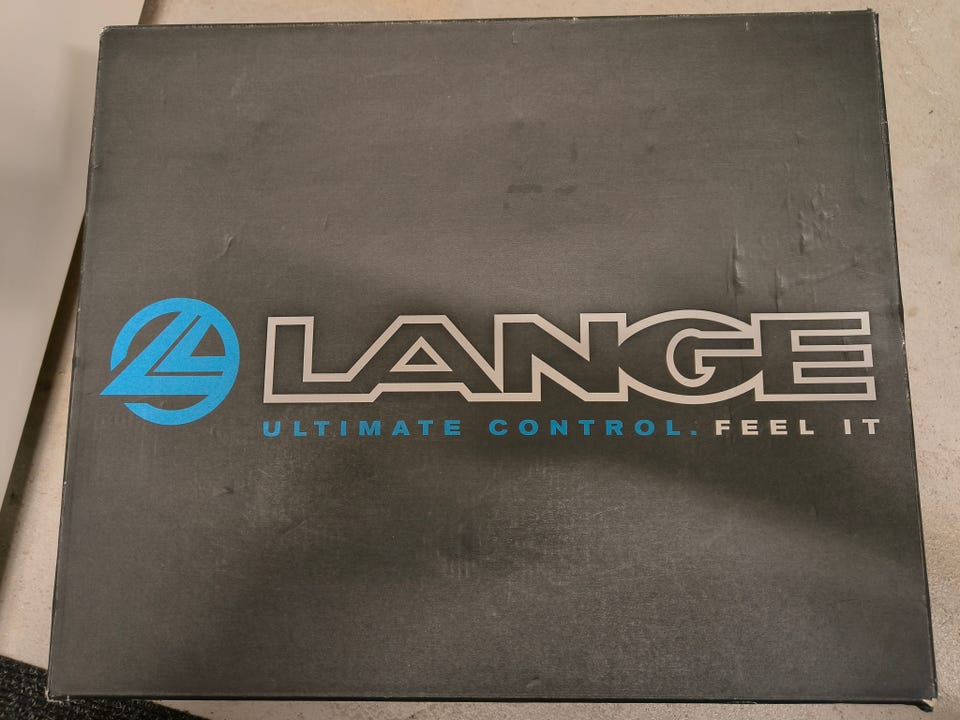 LANGE
ULTIMATE CONTROL. FEEL IT